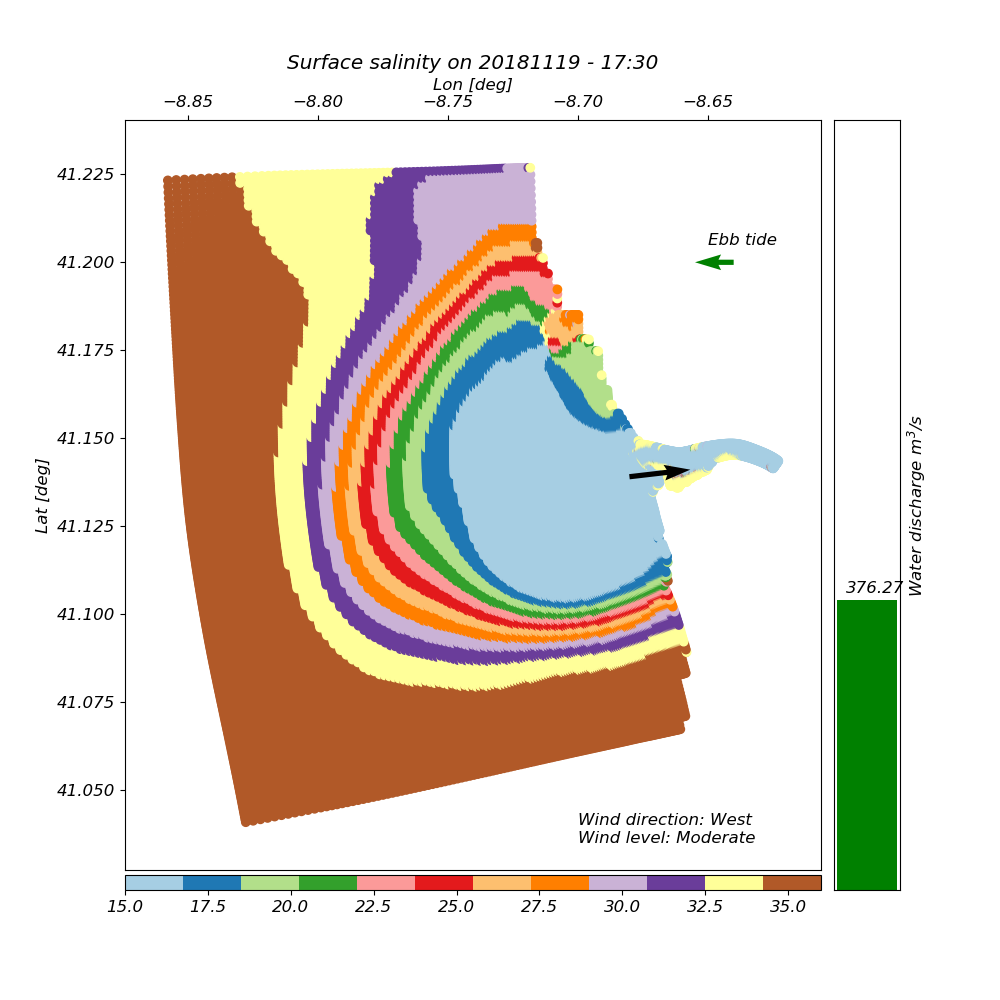 Surface salinity on 20181119 - 17:30
Lon [deg]
−8.85 −8.80 −8.75 −8.70 −8.65
41.225
41.200
41.175
41.150
41.125
41.100
41.075
41.050
Lat [deg]
Ebb tide
Wind direction: West
Wind level: Moderate
15.0 17.5 20.0 22.5 25.0 27.5 30.0 32.5 35.0
376.27
Water discharge m³/s